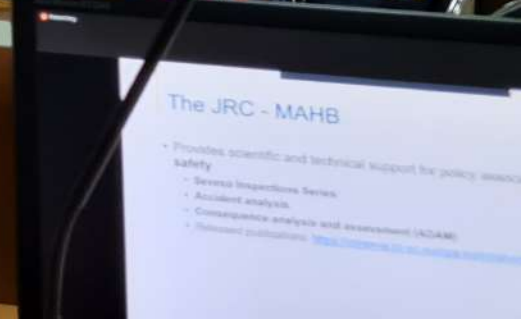 The JRC - MAHB
• Provides scientific and technical support for policy
safety
• Seveso Inspections Series
• Accident analysis
• Consequence analysis and assessment (ADAM)
• Released publications: